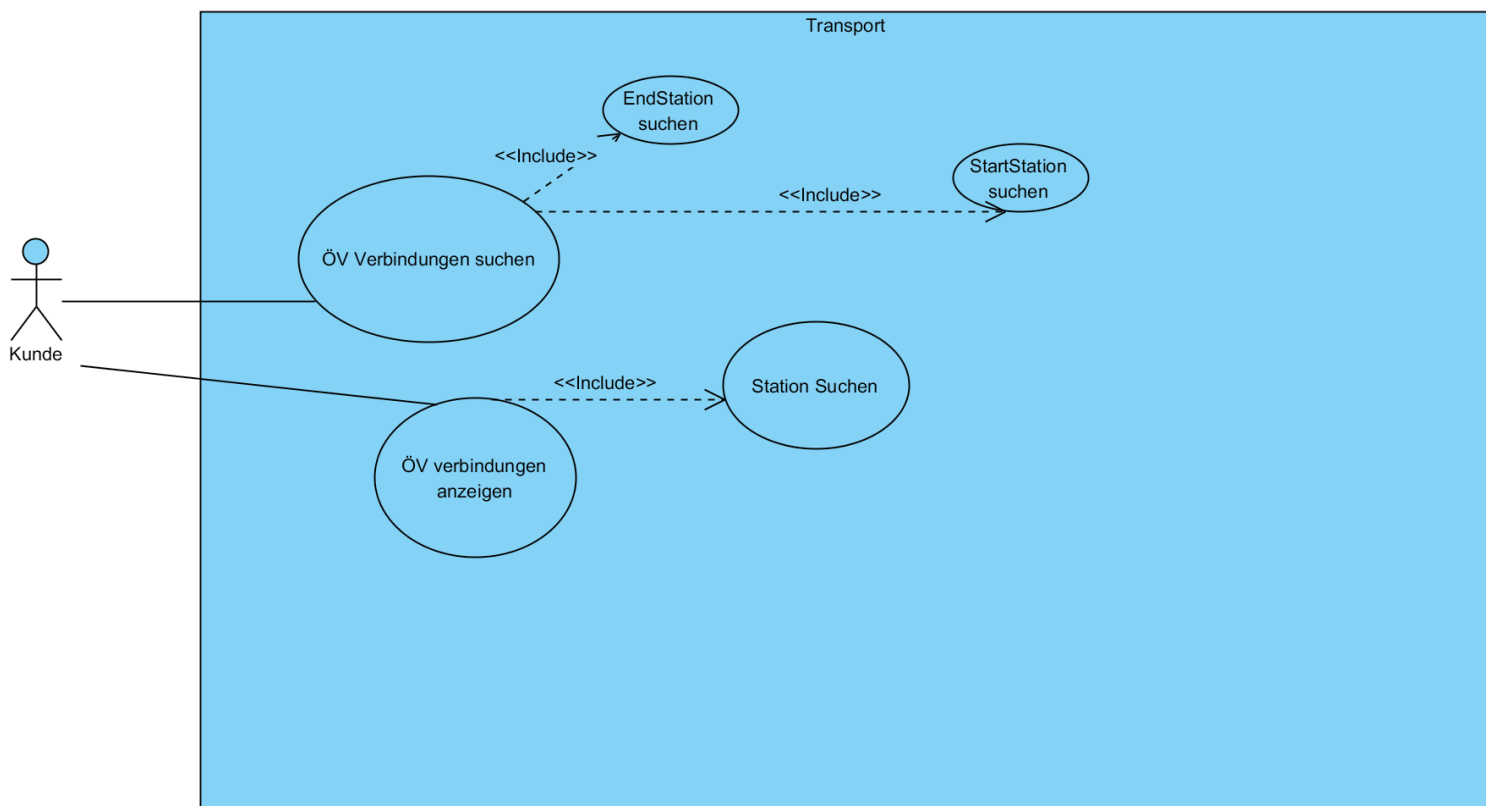 Transport
EndStation
suchen
<<Include>>
StartStation
suchen
<<Include>>
ÖV Verbindungen suchen
Kunde
<<Include>>
Station Suchen
ÖV verbindungen
anzeigen